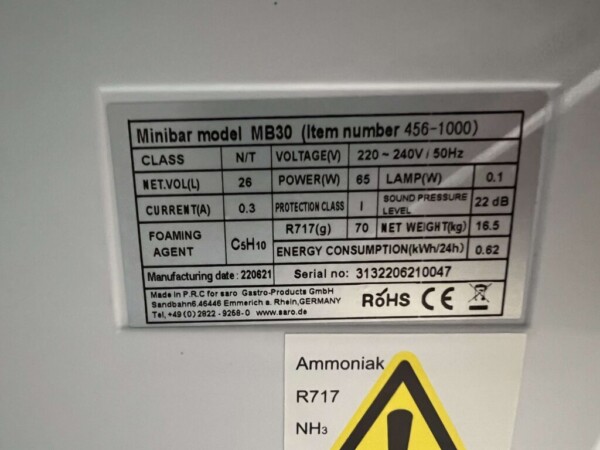 Minibar model MB30 (Item number 456-1000)
CLASS N/T VOLTAGE(V) 220~240V/50Hz
NET.VOL(L) 26 POWER(W) 65 LAMP(W) 0.1
CURRENT(A) 0.3 PROTECTION CLASS I SOUND PRESSURE LEVEL 22 dB
FOAMING AGENT C5H10 R717(g) 70 NET WEIGHT(kg) 16.5
ENERGY CONSUMPTION(kWh/24h) 0.62
Manufacturing date: 220621 Serial no: 3132206210047
Made in P.R.C for saro Gastro-Products GmbH
Sandbahn6.46446 Emmerich a. Rhein,GERMANY
Tel,+49(0)2822-9258-0 www.saro.de
RoHS CE
Ammoniak
R717
NH3